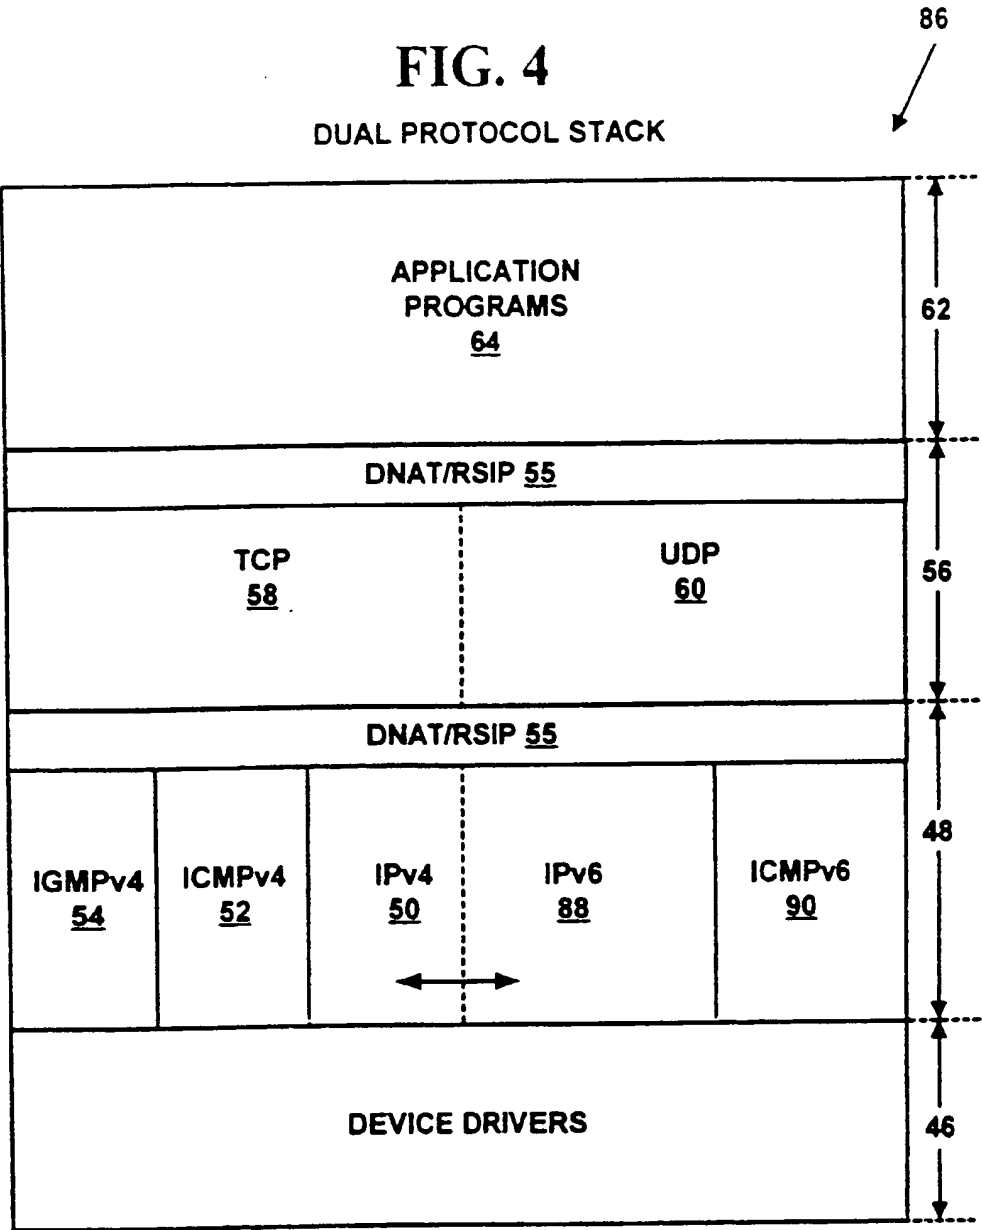 86
FIG. 4
DUAL PROTOCOL STACK
APPLICATION
PROGRAMS
64
62
DNAT/RSIP 55
TCP
58
UDP
60
56
DNAT/RSIP 55
48
IGMPv4
54
ICMPv4
52
IPv4
50
IPv6
88
ICMPv6
90
DEVICE DRIVERS
46